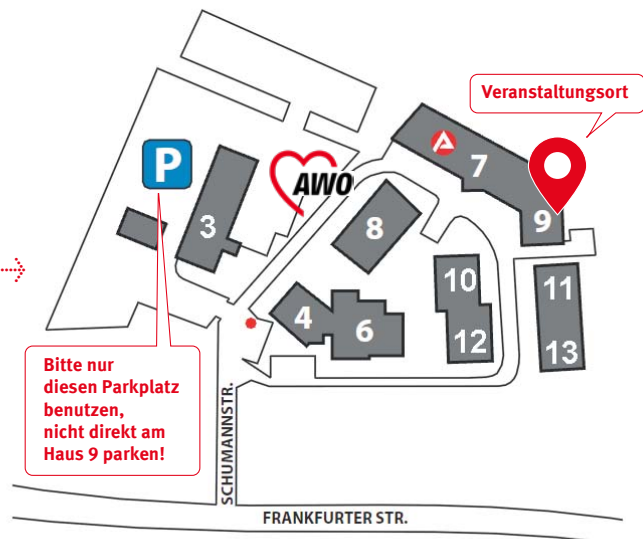 Veranstaltungsort
P
AWO
7
3
8
9
10
11
4
6
12
13
Bitte nur
diesen Parkplatz
benutzen,
nicht direkt am
Haus 9 parken!
SCHUMANNSTR.
FRANKFURTER STR.